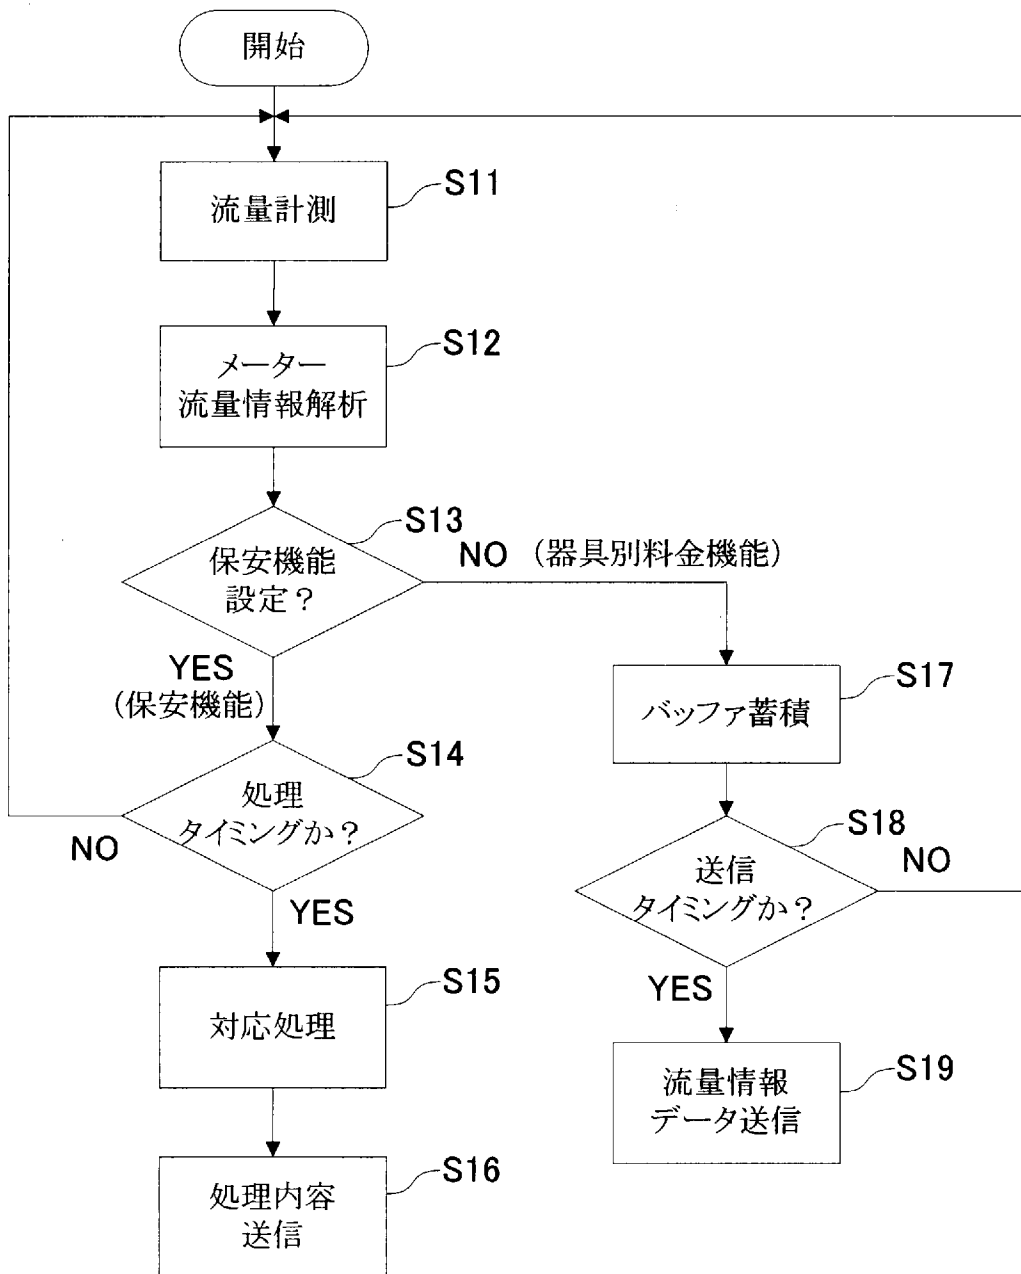 開始
流量計測
S11
メーター
流量情報解析
S12
保安機能
設定？
S13
NO（器具別料金機能）
YES
（保安機能）
処理
タイミングか？
S14
NO
YES
対応処理
S15
処理内容
送信
S16
バッファ蓄積
S17
送信
タイミングか？
S18
NO
YES
流量情報
データ送信
S19